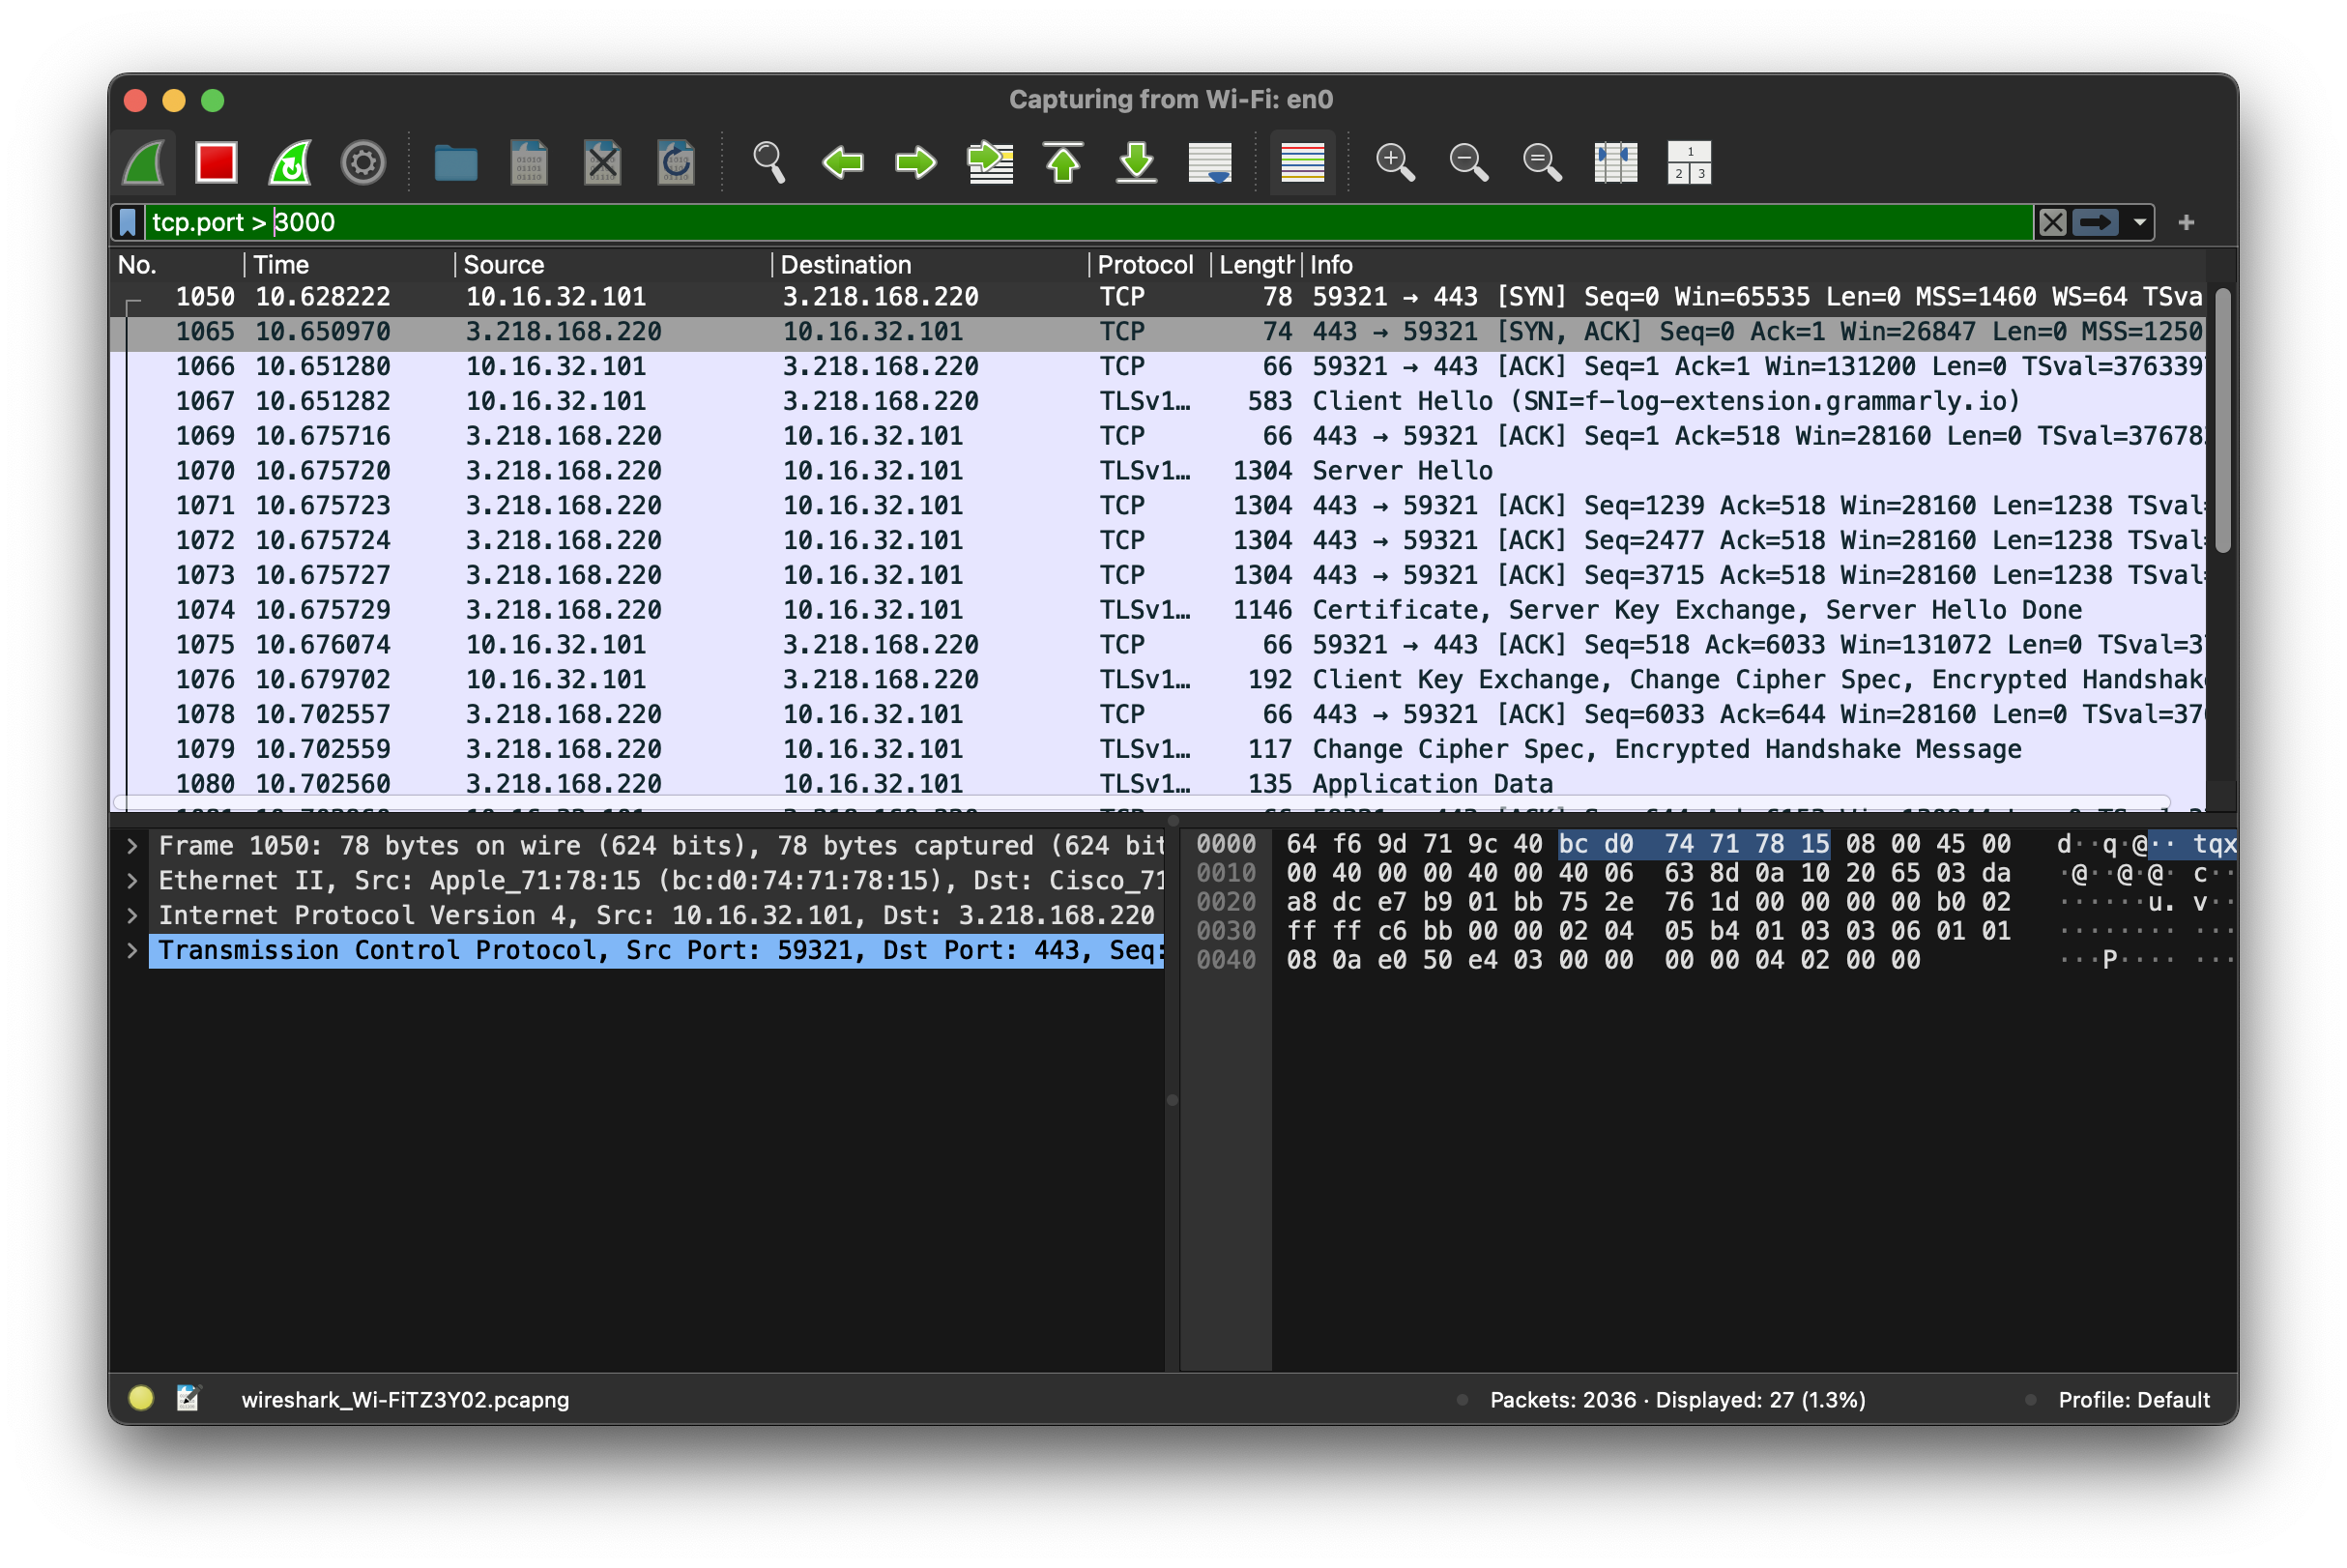 Capturing from Wi-Fi: en0
1
2 3
tcp.port > 3000
No. Time Source Destination Protocol Length Info
1050 10.628222 10.16.32.101 3.218.168.220 TCP 78 59321 → 443 [SYN] Seq=0 Win=65535 Len=0 MSS=1460 WS=64 TSva
1065 10.650970 3.218.168.220 10.16.32.101 TCP 74 443 → 59321 [SYN, ACK] Seq=0 Ack=1 Win=26847 Len=0 MSS=1250
1066 10.651280 10.16.32.101 3.218.168.220 TCP 66 59321 → 443 [ACK] Seq=1 Ack=1 Win=131200 Len=0 TSval=376339
1067 10.651282 10.16.32.101 3.218.168.220 TLSv1… 583 Client Hello (SNI=f-log-extension.grammarly.io)
1069 10.675716 3.218.168.220 10.16.32.101 TCP 66 443 → 59321 [ACK] Seq=1 Ack=518 Win=28160 Len=0 TSval=37678
1070 10.675720 3.218.168.220 10.16.32.101 TLSv1… 1304 Server Hello
1071 10.675723 3.218.168.220 10.16.32.101 TCP 1304 443 → 59321 [ACK] Seq=1239 Ack=518 Win=28160 Len=1238 TSval
1072 10.675724 3.218.168.220 10.16.32.101 TCP 1304 443 → 59321 [ACK] Seq=2477 Ack=518 Win=28160 Len=1238 TSval
1073 10.675727 3.218.168.220 10.16.32.101 TCP 1304 443 → 59321 [ACK] Seq=3715 Ack=518 Win=28160 Len=1238 TSval
1074 10.675729 3.218.168.220 10.16.32.101 TLSv1… 1146 Certificate, Server Key Exchange, Server Hello Done
1075 10.676074 10.16.32.101 3.218.168.220 TCP 66 59321 → 443 [ACK] Seq=518 Ack=6033 Win=131072 Len=0 TSval=3
1076 10.679702 10.16.32.101 3.218.168.220 TLSv1… 192 Client Key Exchange, Change Cipher Spec, Encrypted Handshak
1078 10.702557 3.218.168.220 10.16.32.101 TCP 66 443 → 59321 [ACK] Seq=6033 Ack=644 Win=28160 Len=0 TSval=37
1079 10.702559 3.218.168.220 10.16.32.101 TLSv1… 117 Change Cipher Spec, Encrypted Handshake Message
1080 10.702560 3.218.168.220 10.16.32.101 TLSv1… 135 Application Data
Frame 1050: 78 bytes on wire (624 bits), 78 bytes captured (624 bit
Ethernet II, Src: Apple_71:78:15 (bc:d0:74:71:78:15), Dst: Cisco_71
Internet Protocol Version 4, Src: 10.16.32.101, Dst: 3.218.168.220
Transmission Control Protocol, Src Port: 59321, Dst Port: 443, Seq:
0000 64 f6 9d 71 9c 40 bc d0 74 71 78 15 08 00 45 00 d··q·@·· tqx
0010 00 40 00 00 40 00 40 06 63 8d 0a 10 20 65 03 da ·@··@·@· c··
0020 a8 dc e7 b9 01 bb 75 2e 76 1d 00 00 00 00 b0 02 ······u. v··
0030 ff ff c6 bb 00 00 02 04 05 b4 01 03 03 06 01 01 ········ ···
0040 08 0a e0 50 e4 03 00 00 00 00 04 02 00 00 ···P···· ···
wireshark_Wi-FiTZ3Y02.pcapng
Packets: 2036 · Displayed: 27 (1.3%)
Profile: Default